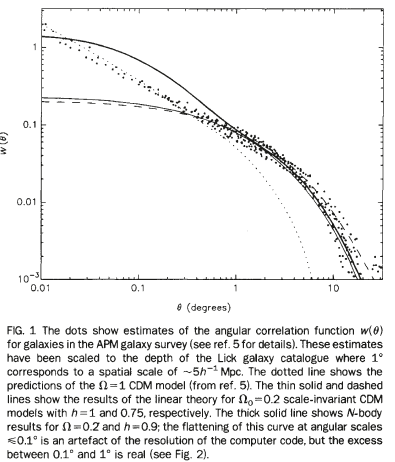 1
0.1
0.01
10⁻³
w(θ)
0.01
0.1
1
10
θ (degrees)
FIG. 1 The dots show estimates of the angular correlation function w(θ)
for galaxies in the APM galaxy survey (see ref. 5 for details). These estimates
have been scaled to the depth of the Lick galaxy catalogue where 1°
corresponds to a spatial scale of ~5h⁻¹ Mpc. The dotted line shows the
predictions of the Ω=1 CDM model (from ref. 5). The thin solid and dashed
lines show the results of the linear theory for Ω₀=0.2 scale-invariant CDM
models with h=1 and 0.75, respectively. The thick solid line shows N-body
results for Ω=0.2 and h=0.9; the flattening of this curve at angular scales
≲0.1° is an artefact of the resolution of the computer code, but the excess
between 0.1° and 1° is real (see Fig. 2).